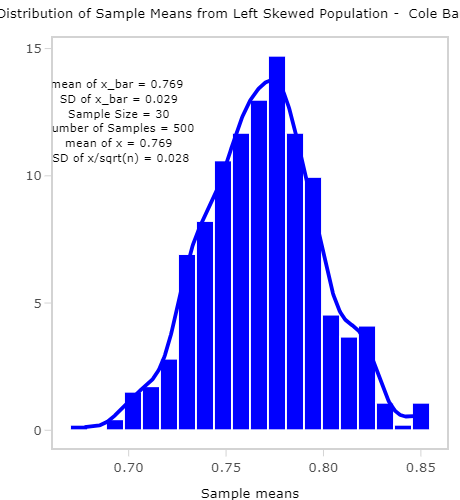 Distribution of Sample Means from Left Skewed Population - Cole Ba
mean of x_bar = 0.769
SD of x_bar = 0.029
Sample Size = 30
umber of Samples = 500
mean of x = 0.769
SD of x/sqrt(n) = 0.028
15
10
5
0
0.70 0.75 0.80 0.85
Sample means